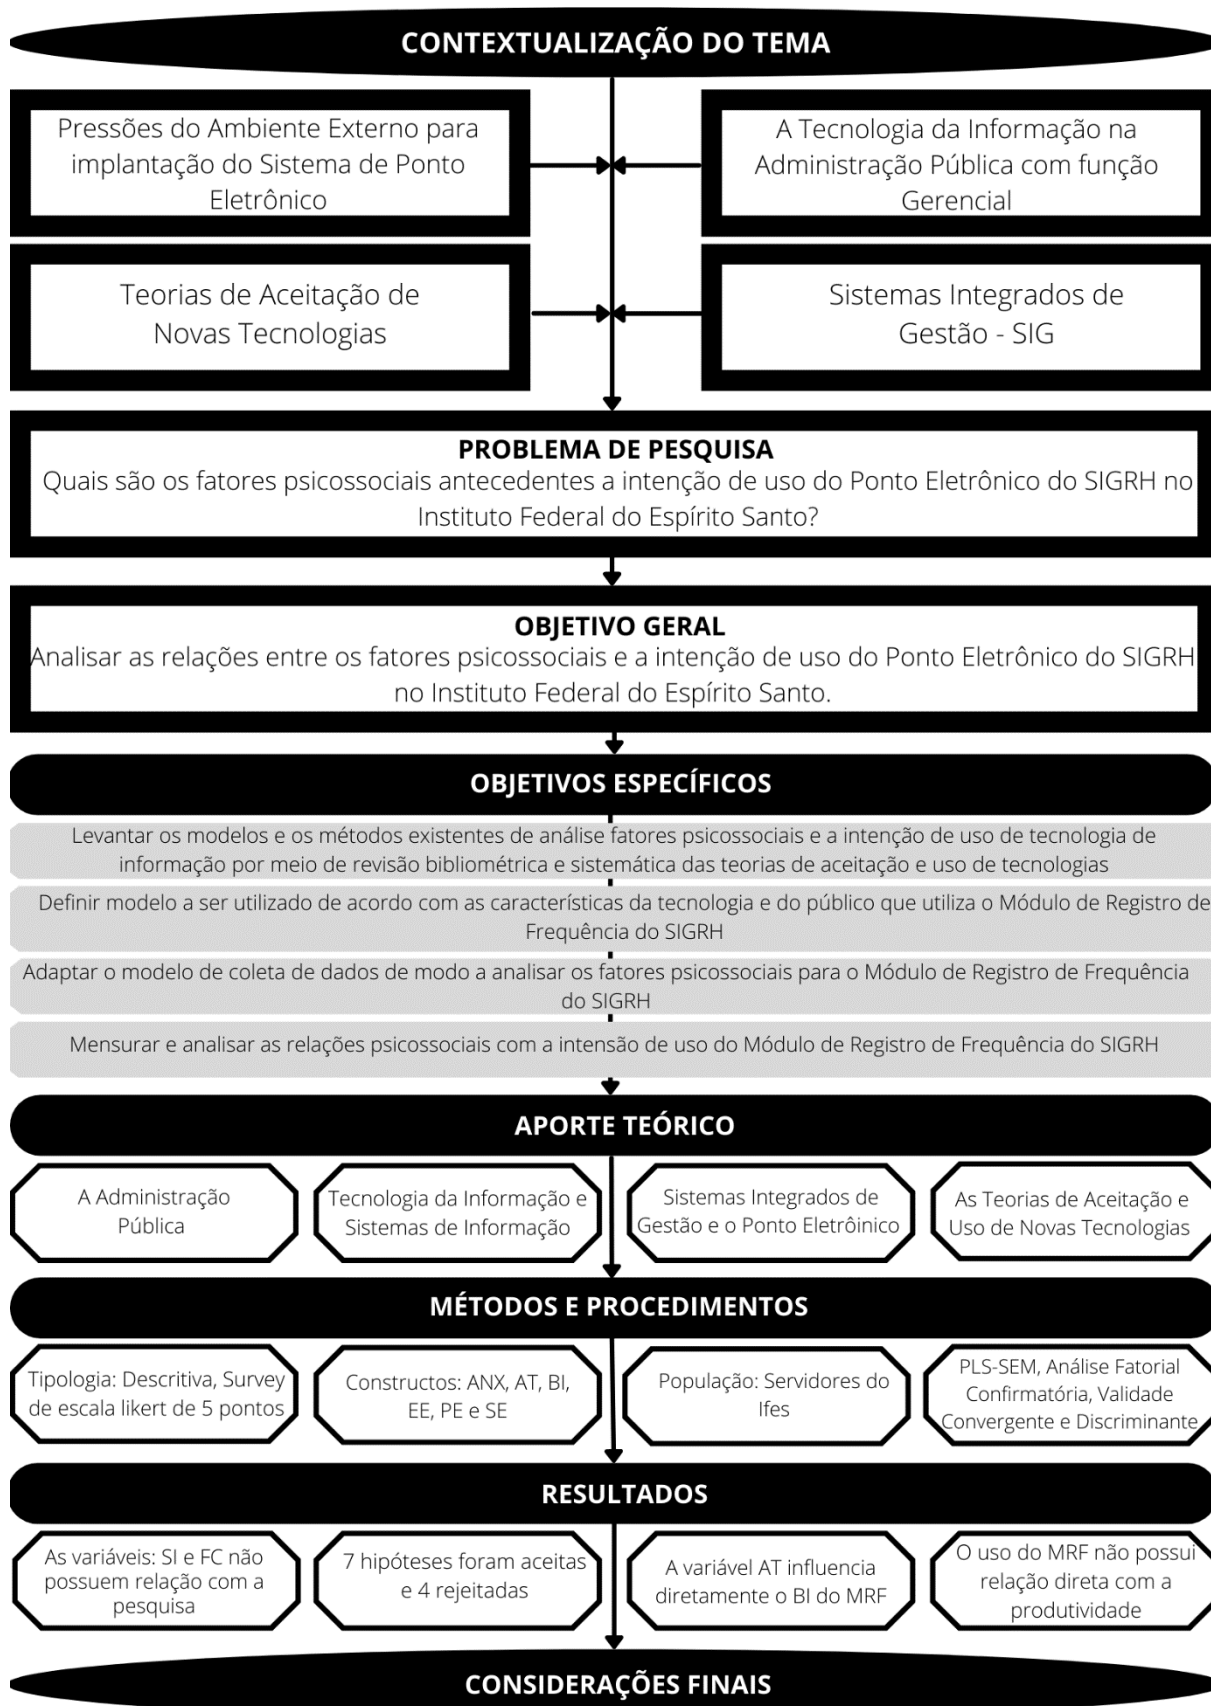 CONTEXTUALIZAÇÃO DO TEMA
Pressões do Ambiente Externo para
implantação do Sistema de Ponto
Eletrônico
A Tecnologia da Informação na
Administração Pública com função
Gerencial
Teorias de Aceitação de
Novas Tecnologias
Sistemas Integrados de
Gestão - SIG
PROBLEMA DE PESQUISA
Quais são os fatores psicossociais antecedentes a intenção de uso do Ponto Eletrônico do SIGRH no
Instituto Federal do Espírito Santo?
OBJETIVO GERAL
Analisar as relações entre os fatores psicossociais e a intenção de uso do Ponto Eletrônico do SIGRH
no Instituto Federal do Espírito Santo.
OBJETIVOS ESPECÍFICOS
Levantar os modelos e os métodos existentes de análise fatores psicossociais e a intenção de uso de tecnologia de
informação por meio de revisão bibliométrica e sistemática das teorias de aceitação e uso de tecnologias
Definir modelo a ser utilizado de acordo com as características da tecnologia e do público que utiliza o Módulo de Registro de
Frequência do SIGRH
Adaptar o modelo de coleta de dados de modo a analisar os fatores psicossociais para o Módulo de Registro de Frequência
do SIGRH
Mensurar e analisar as relações psicossociais com a intensão de uso do Módulo de Registro de Frequência do SIGRH
APORTE TEÓRICO
A Administração
Pública
Tecnologia da Informação e
Sistemas de Informação
Sistemas Integrados de
Gestão e o Ponto Eletrôinico
As Teorias de Aceitação e
Uso de Novas Tecnologias
MÉTODOS E PROCEDIMENTOS
Tipologia: Descritiva, Survey
de escala likert de 5 pontos
Constructos: ANX, AT, BI,
EE, PE e SE
População: Servidores do
Ifes
PLS-SEM, Análise Fatorial
Confirmatória, Validade
Convergente e Discriminante
RESULTADOS
As variáveis: SI e FC não
possuem relação com a
pesquisa
7 hipóteses foram aceitas
e 4 rejeitadas
A variável AT influencia
diretamente o BI do MRF
O uso do MRF não possui
relação direta com a
produtividade
CONSIDERAÇÕES FINAIS